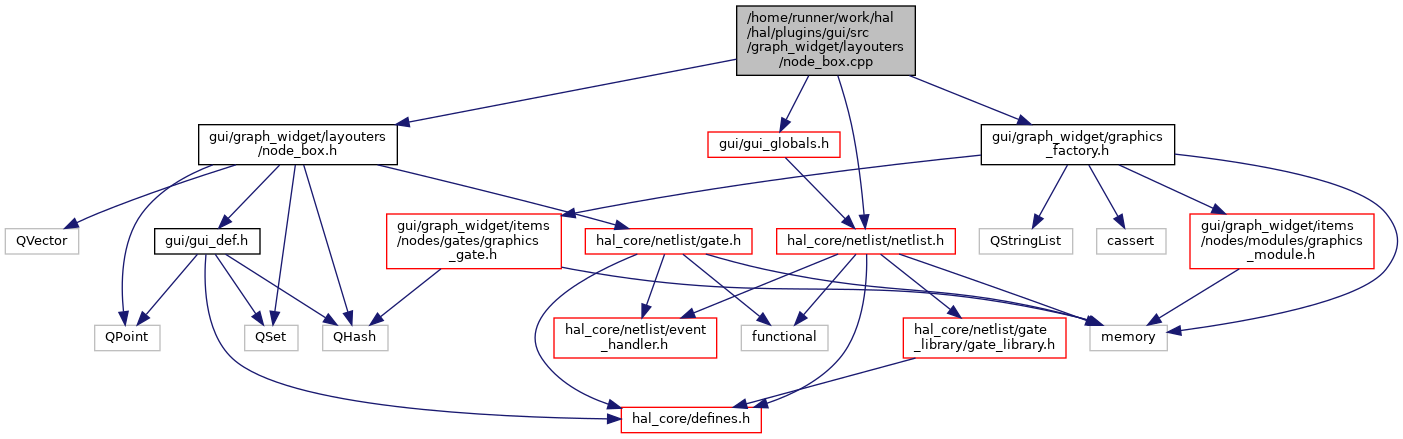 /home/runner/work/hal
/hal/plugins/gui/src
/graph_widget/layouters
/node_box.cpp
gui/graph_widget/layouters
/node_box.h
gui/gui_globals.h
gui/graph_widget/graphics
_factory.h
QVector
gui/gui_def.h
gui/graph_widget/items
/nodes/gates/graphics
_gate.h
hal_core/netlist/gate.h
hal_core/netlist/netlist.h
QStringList
cassert
gui/graph_widget/items
/nodes/modules/graphics
_module.h
QPoint
QSet
QHash
hal_core/netlist/event
_handler.h
functional
hal_core/netlist/gate
_library/gate_library.h
memory
hal_core/defines.h